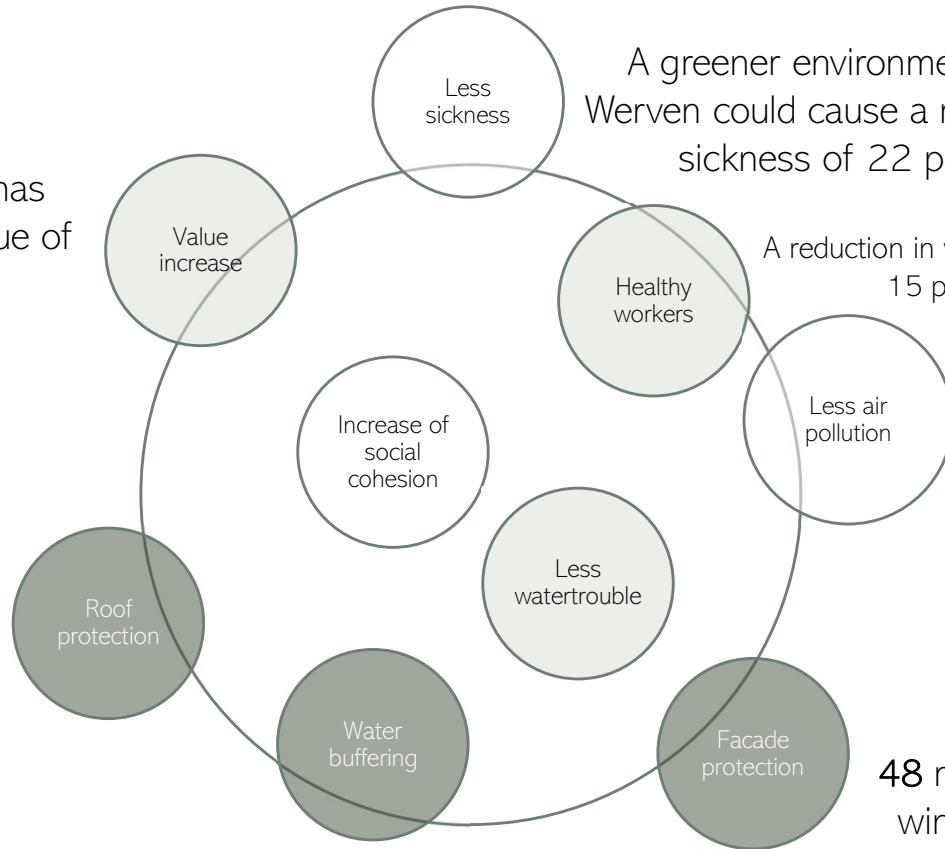 Less
sickness
A greener environme
Werven could cause a r
sickness of 22 p
has
ue of
Value
increase
A reduction in
15 p
Healthy
workers
Less air
pollution
Increase of
social
cohesion
Less
watertrouble
Roof
protection
Water
buffering
Facade
protection
48
win